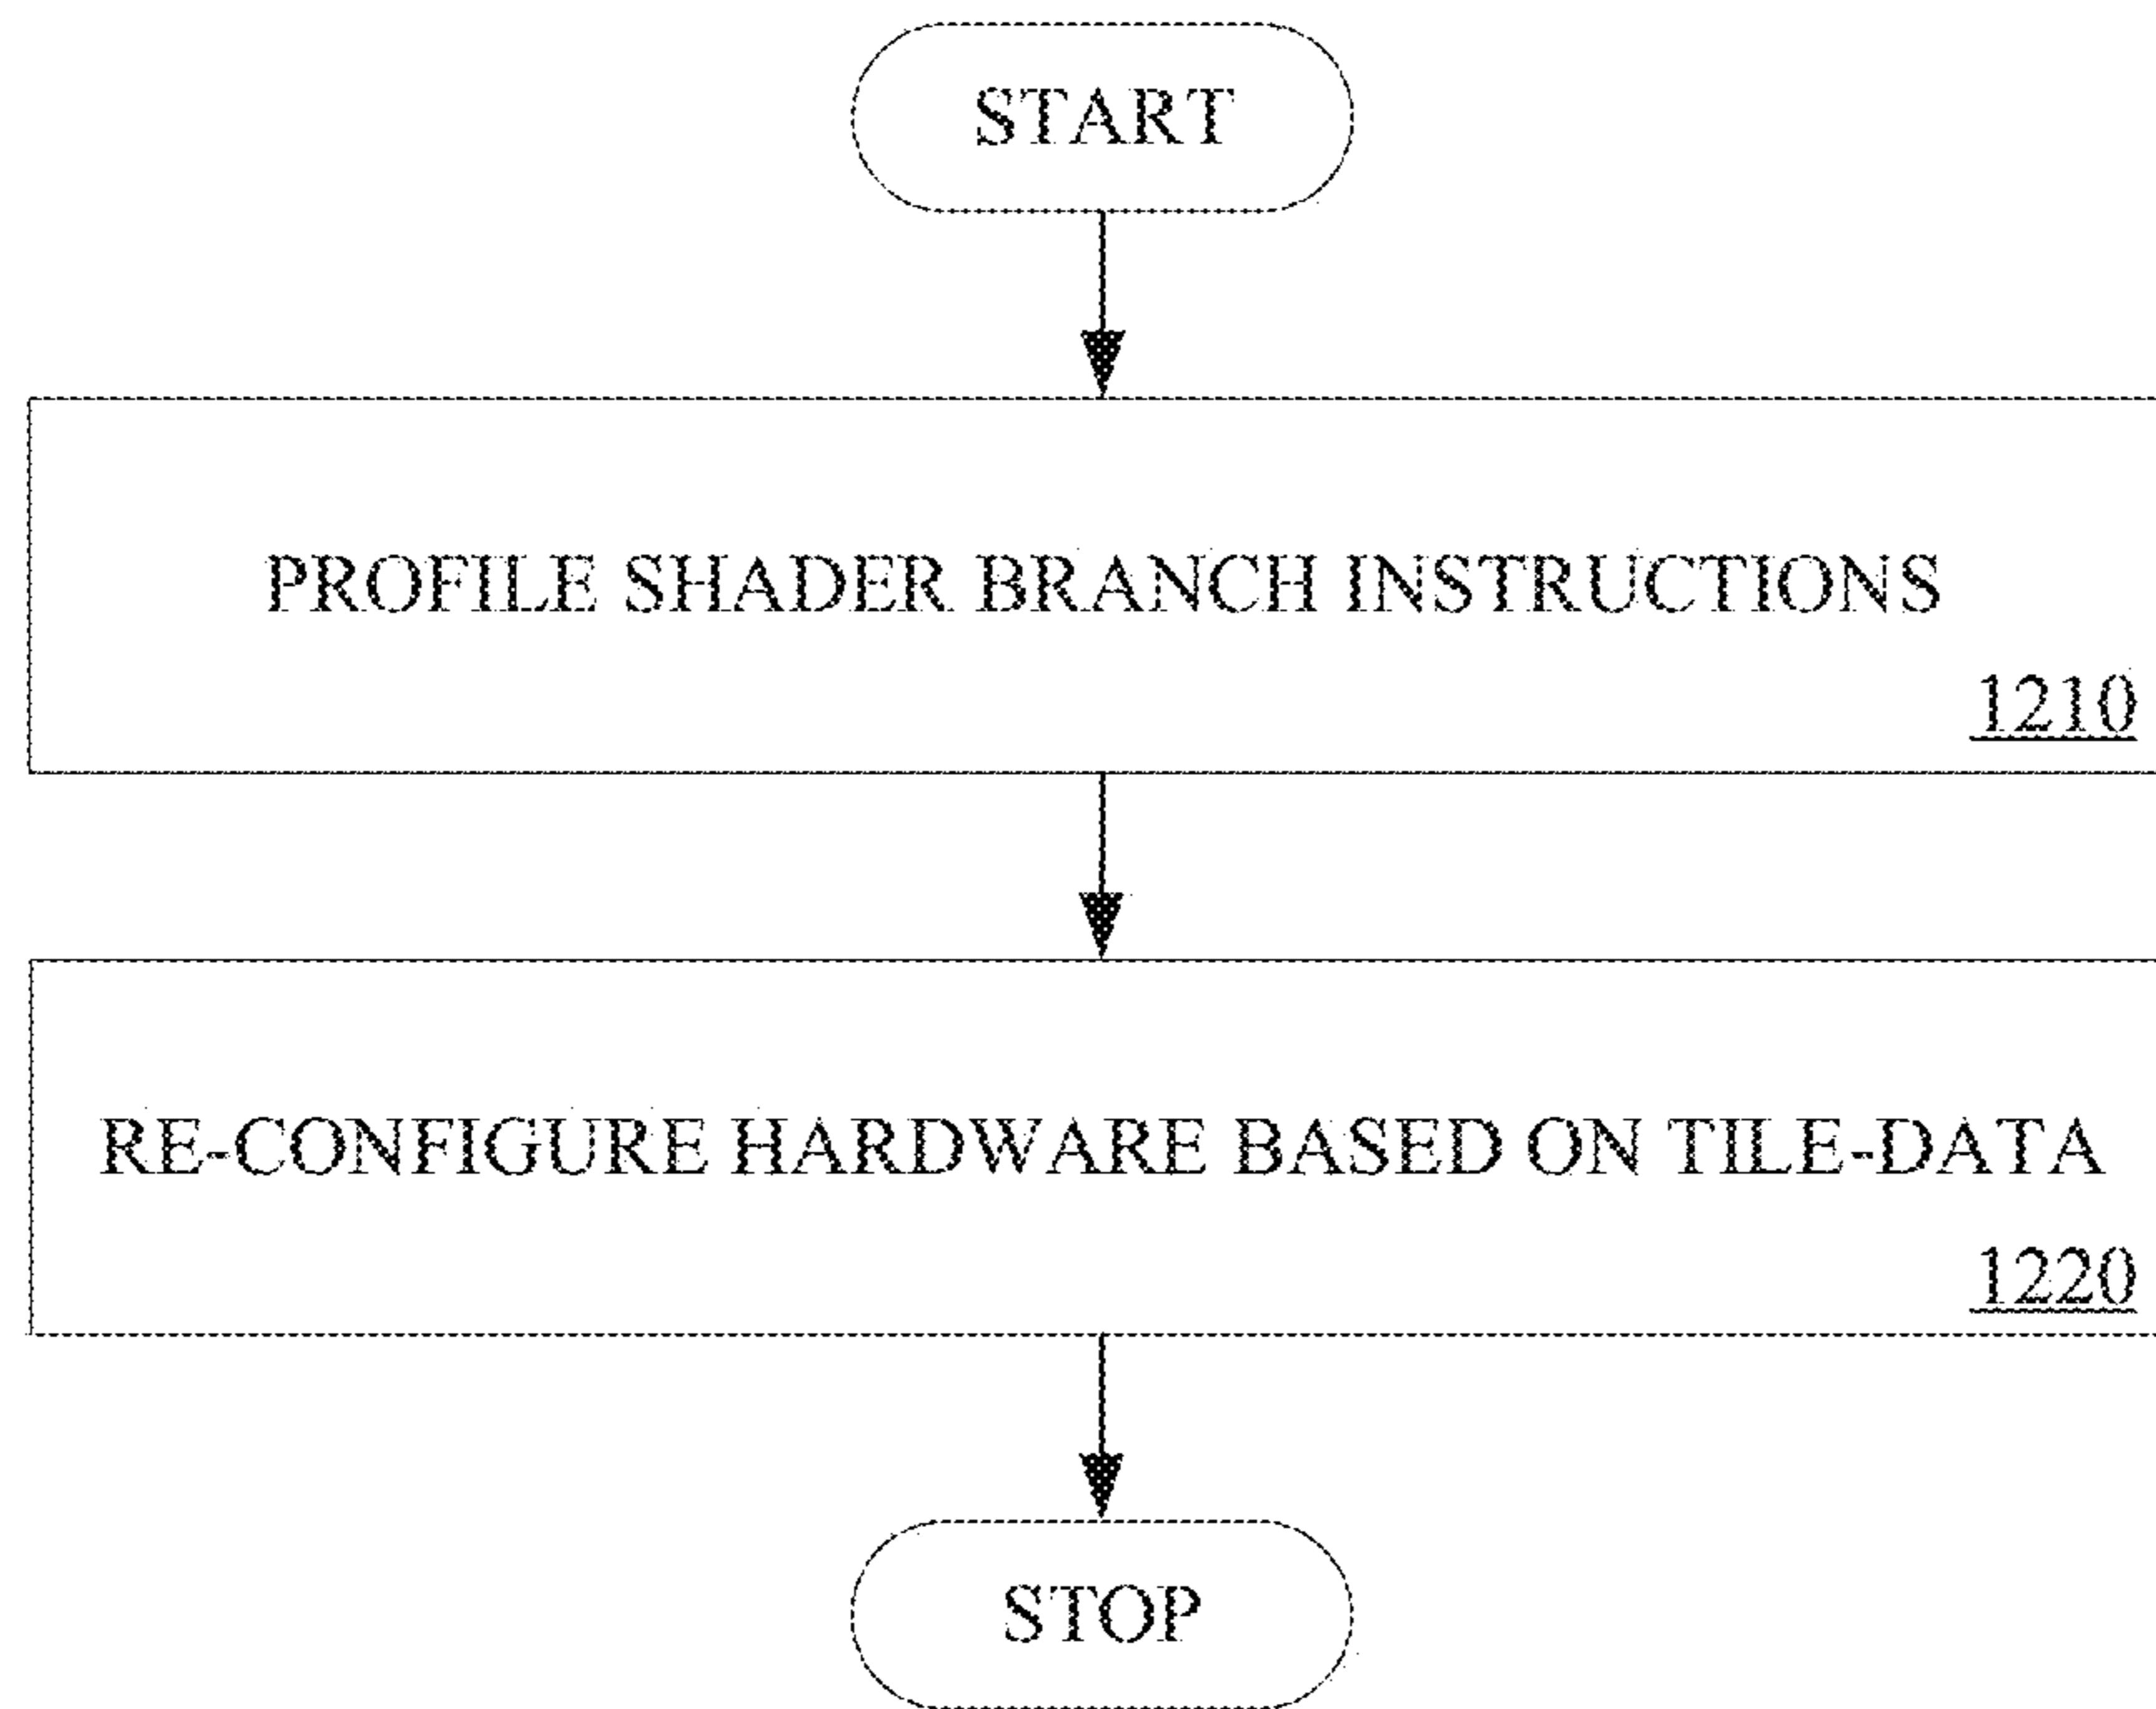 START
PROFILE SHADER BRANCH INSTRUCTIONS
1210
RE-CONFIGURE HARDWARE BASED ON TILE-DATA
1220
STOP